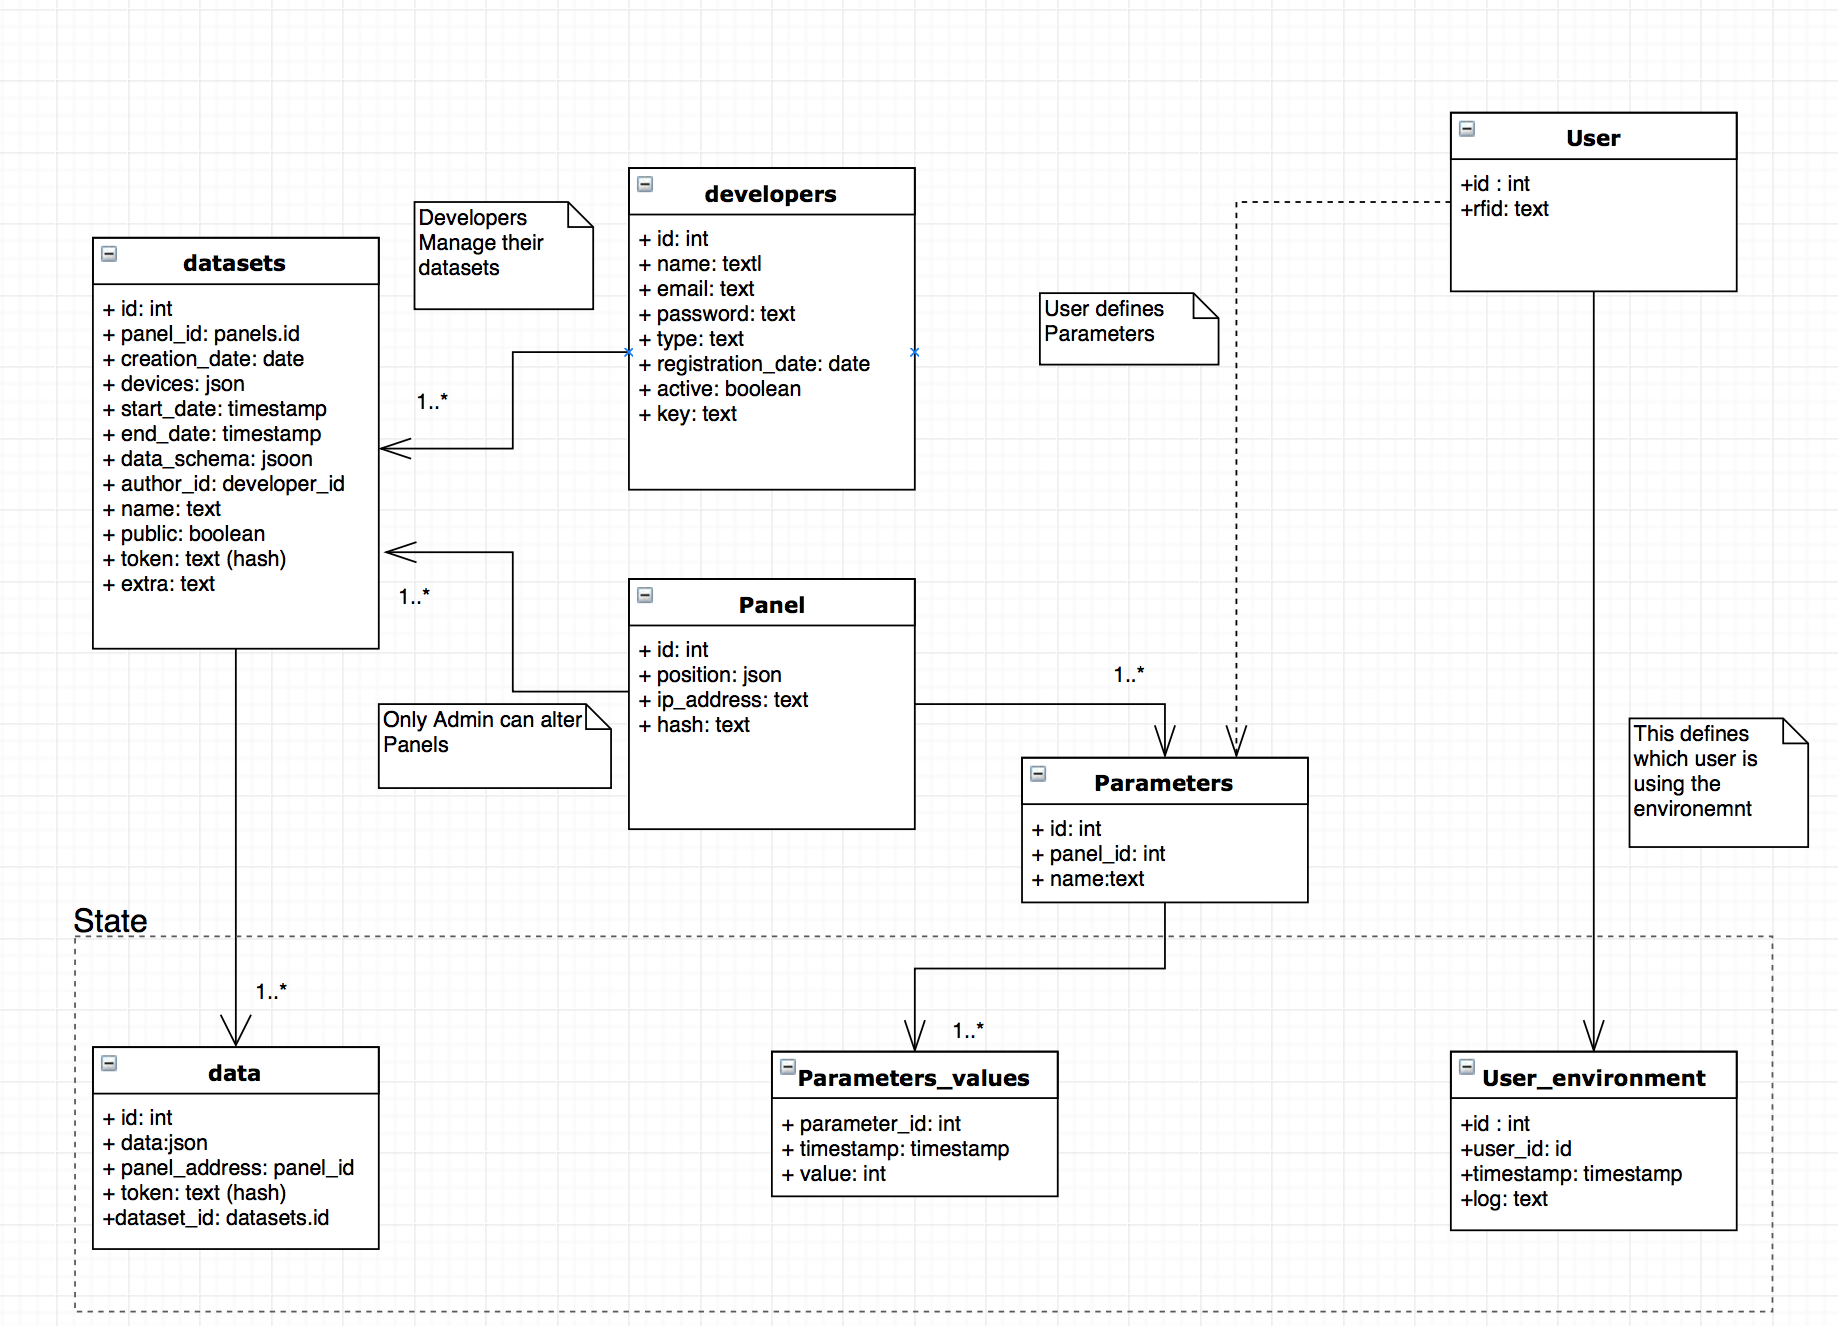 User
+id : int
+rfid: text
developers
+ id: int
+ name: textl
+ email: text
+ password: text
+ type: text
+ registration_date: date
+ active: boolean
+ key: text
Developers
Manage their
datasets
datasets
+ id: int
+ panel_id: panels.id
+ creation_date: date
+ devices: json
+ start_date: timestamp
+ end_date: timestamp
+ data_schema: jsoon
+ author_id: developer_id
+ name: text
+ public: boolean
+ token: text (hash)
+ extra: text
User defines
Parameters
1..*
1..*
Panel
+ id: int
+ position: json
+ ip_address: text
+ hash: text
1..*
Only Admin can alter
Panels
This defines
which user is
using the
environemnt
Parameters
+ id: int
+ panel_id: int
+ name:text
State
1..*
1..*
data
+ id: int
+ data:json
+ panel_address: panel_id
+ token: text (hash)
+dataset_id: datasets.id
Parameters_values
+ parameter_id: int
+ timestamp: timestamp
+ value: int
User_environment
+id : int
+user_id: id
+timestamp: timestamp
+log: text